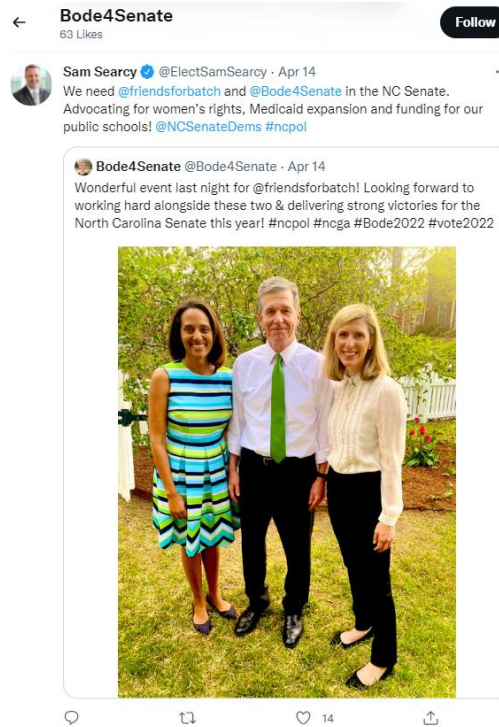 Bode4Senate
63 Likes
Follow
Sam Searcy @ElectSamSearcy · Apr 14
We need @friendsforbatch and @Bode4Senate in the NC Senate.
Advocating for women's rights, Medicaid expansion and funding for our
public schools! @NCSenateDems #ncpol
Bode4Senate @Bode4Senate · Apr 14
Wonderful event last night for @friendsforbatch! Looking forward to
working hard alongside these two & delivering strong victories for the
North Carolina Senate this year! #ncpol #ncga #Bode2022 #vote2022
14